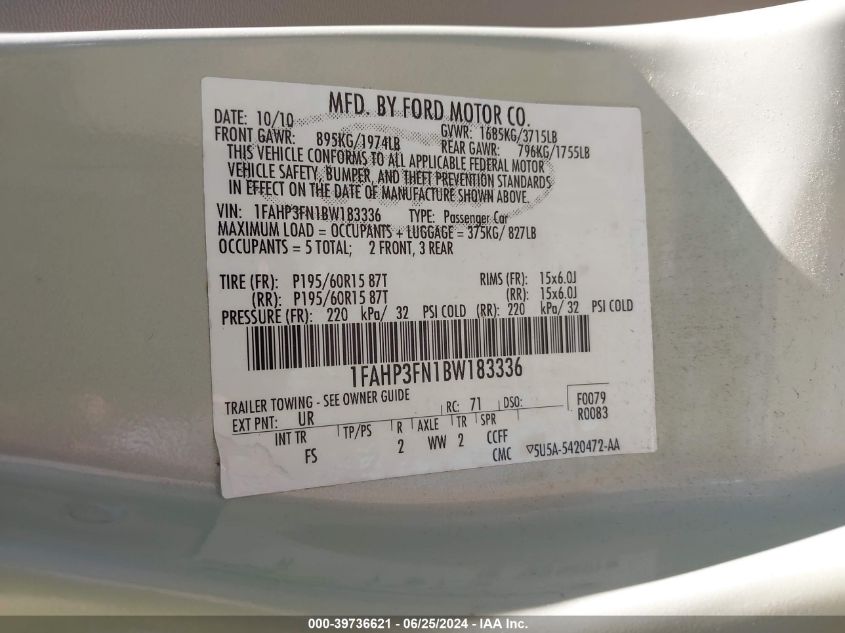 MFD. BY FORD MOTOR CO.
DATE: 10/10 GVWR: 1685KG/3715LB
FRONT GAWR: 895KG/1974LB REAR GAWR: 796KG/1755LB
THIS VEHICLE CONFORMS TO ALL APPLICABLE FEDERAL MOTOR
VEHICLE SAFETY, BUMPER, AND THEFT PREVENTION STANDARDS
IN EFFECT ON THE DATE OF MANUFACTURE SHOWN ABOVE.
VIN: 1FAHP3FN1BW183336 TYPE: Passenger Car
MAXIMUM LOAD = OCCUPANTS + LUGGAGE = 375KG/ 827LB
OCCUPANTS = 5 TOTAL; 2 FRONT, 3 REAR
TIRE (FR): P195/60R15 87T RIMS (FR): 15x6.0J
(RR): P195/60R15 87T (RR): 15x6.0J
PRESSURE (FR): 220 kPa/ 32 PSI COLD (RR): 220 kPa/ 32 PSI COLD
1FAHP3FN1BW183336
TRAILER TOWING - SEE OWNER GUIDE
EXT PNT: UR RC: 71 DSO: F0079
R0083
INT TR TP/PS R AXLE TR SPR
FS 2 WW 2 CCFF
CMC ▽5U5A-5420472-AA
000-39736621 - 06/25/2024 - IAA Inc.